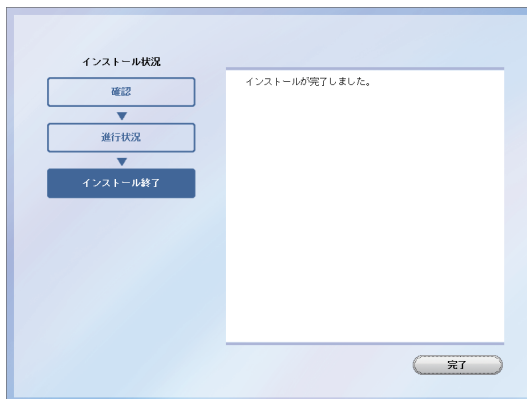 インストール状況
確認
進行状況
インストール終了
インストールが完了しました。
完了